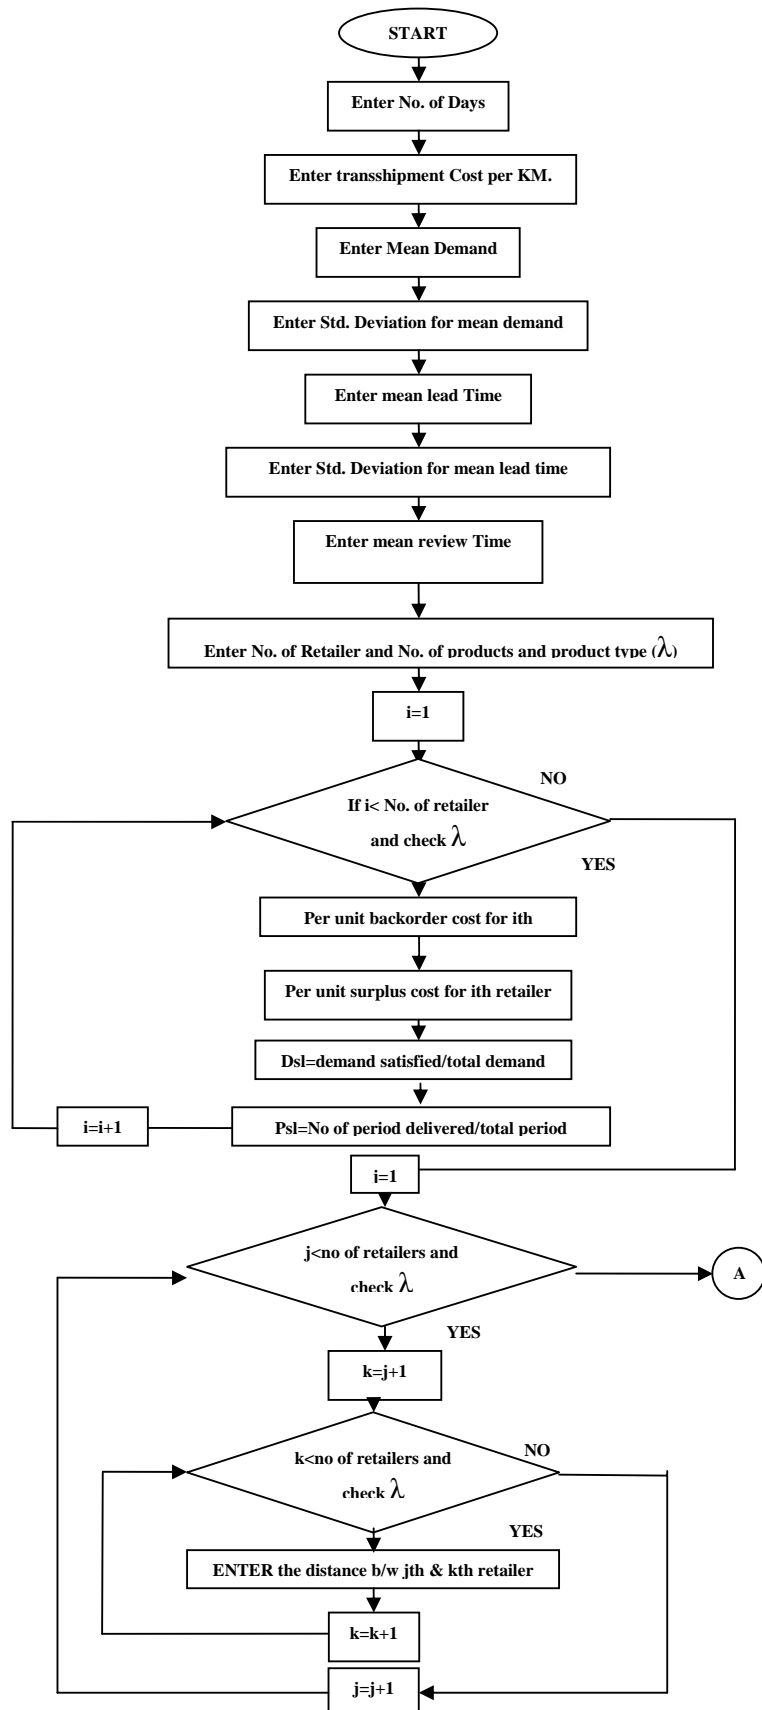 START
Enter No. of Days
Enter transshipment Cost per KM.
Enter Mean Demand
Enter Std. Deviation for mean demand
Enter mean lead Time
Enter Std. Deviation for mean lead time
Enter mean review Time
Enter No. of Retailer and No. of products and product type (λ)
i=1
NO
If i< No. of retailer
and check λ
YES
Per unit backorder cost for ith
Per unit surplus cost for ith retailer
Dsl=demand satisfied/total demand
i=i+1
Psl=No of period delivered/total period
j=1
j<no of retailers and
check λ
A
YES
k=j+1
k<no of retailers and
check λ
NO
YES
ENTER the distance b/w jth & kth retailer
k=k+1
j=j+1